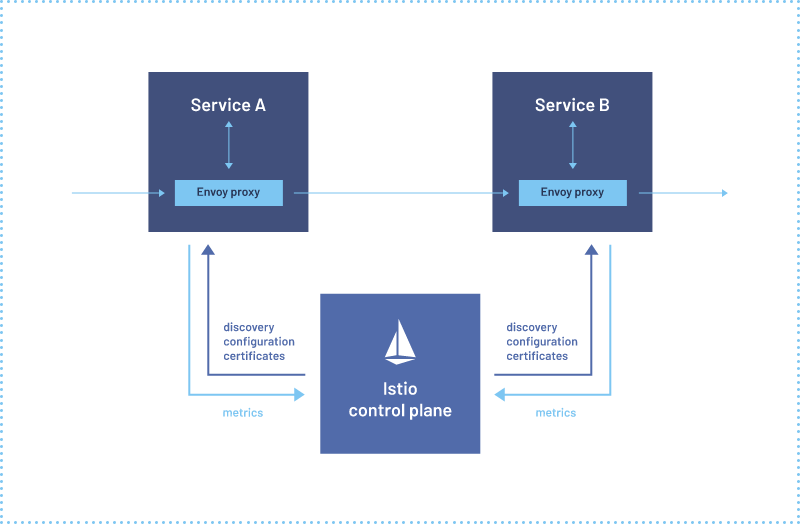 Service A
Service B
Envoy proxy
Envoy proxy
discovery
configuration
certificates
discovery
configuration
certificates
Istio
control plane
metrics
metrics